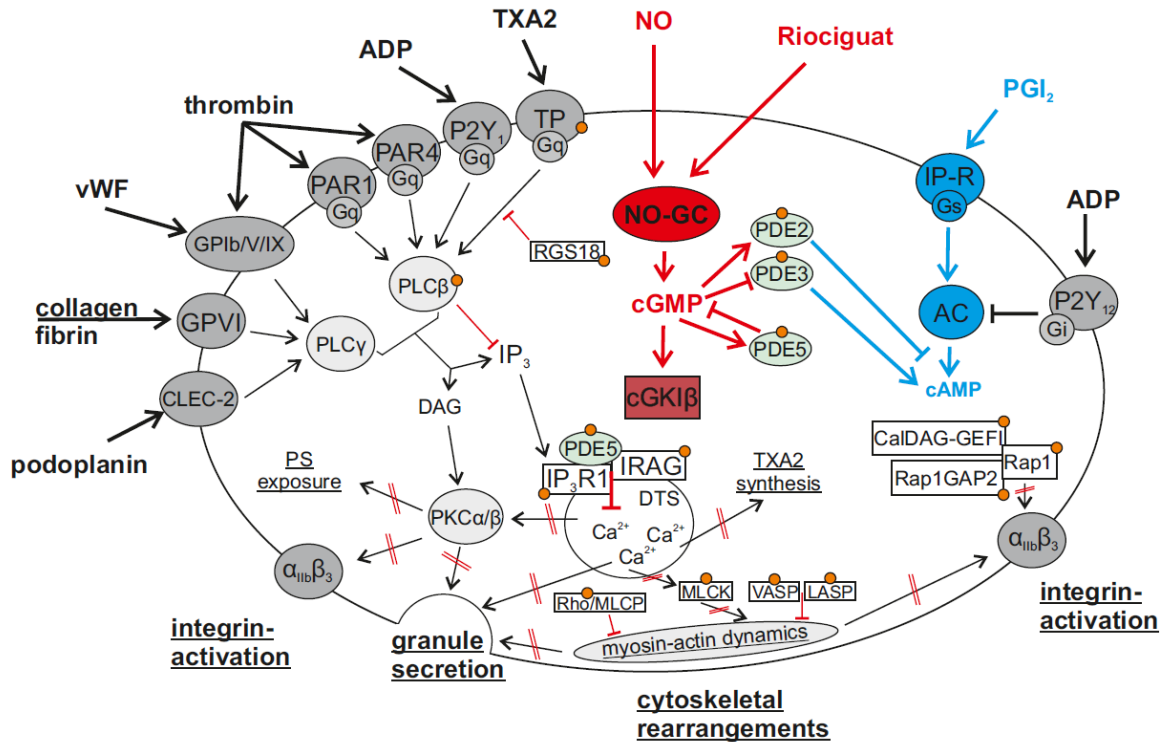 TXA2
NO
Riociguat
ADP
PGI₂
thrombin
P2Y₁
TP
Gq
Gq
PAR4
Gq
PAR1
Gq
IP-R
Gs
vWF
NO-GC
ADP
PDE2
RGS18
GPIb/V/IX
PDE3
PLCβ
cGMP
P2Y₁₂
Gi
AC
collagen
fibrin
GPVI
PLCγ
IP₃
PDE5
cAMP
CLEC-2
DAG
cGKIβ
CalDAG-GEFI
PDE5
IRAG
Rap1
podoplanin
PS
exposure
IP₃R1
TXA2
synthesis
Rap1GAP2
DTS
PKCα/β
Ca²⁺
Ca²⁺
Ca²⁺
αIIbβ₃
αIIbβ₃
MLCK
VASP
LASP
Rho/MLCP
integrin-
activation
granule
secretion
myosin-actin dynamics
integrin-
activation
cytoskeletal
rearrangements